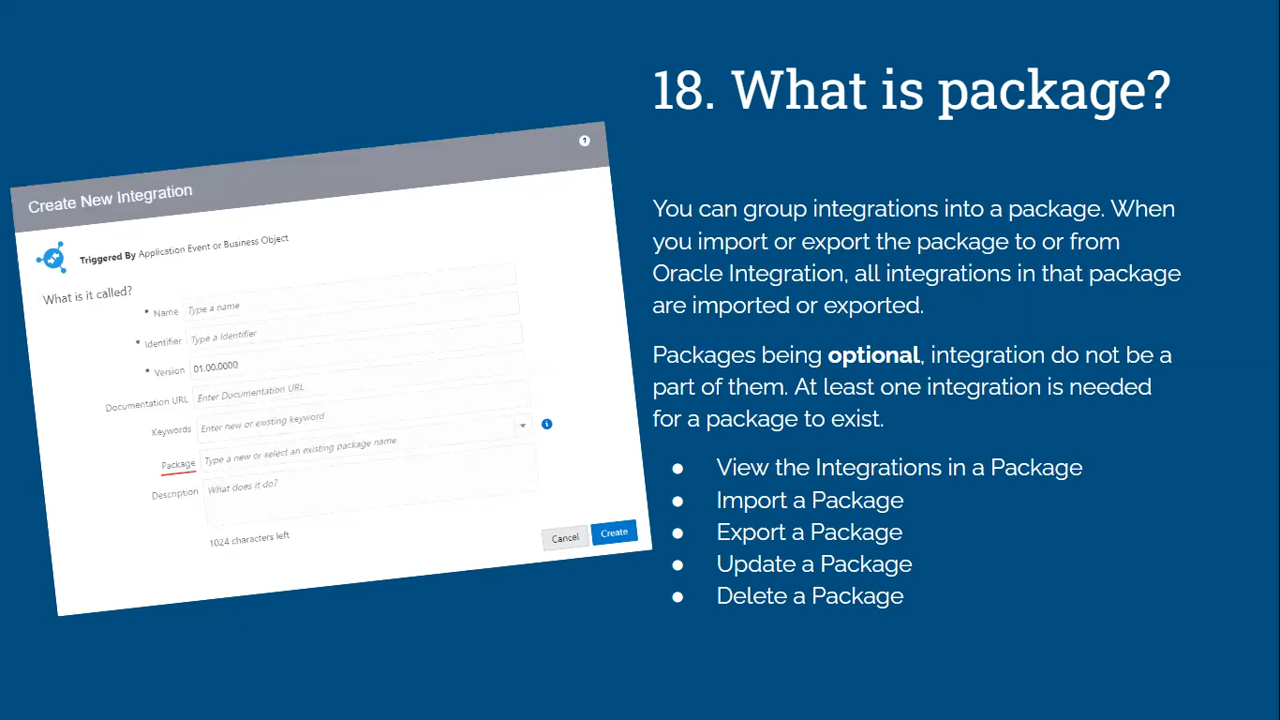 18. What is package?
Create New Integration
Triggered By Application Event or Business Object
What is it called?
* Name Type a name
* Identifier Type a Identifier
* Version 01.00.0000
Documentation URL Enter Documentation URL
Keywords Enter new or existing keyword
Package Type a new or select an existing package name
Description What does it do?
1024 characters left
Cancel Create
You can group integrations into a package. When
you import or export the package to or from
Oracle Integration, all integrations in that package
are imported or exported.
Packages being optional, integration do not be a
part of them. At least one integration is needed
for a package to exist.
● View the Integrations in a Package
● Import a Package
● Export a Package
● Update a Package
● Delete a Package